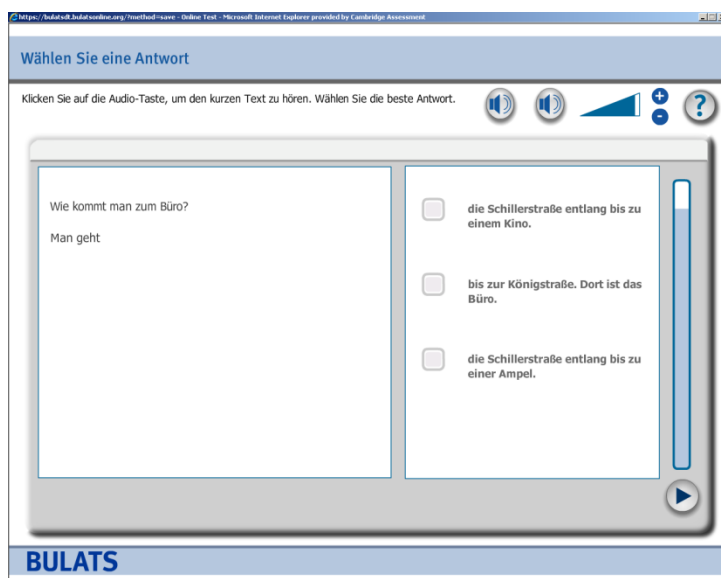 https://bulatsdt.bulatsonline.org/?method=save - Online Test - Microsoft Internet Explorer provided by Cambridge Assessment
Wählen Sie eine Antwort
Klicken Sie auf die Audio-Taste, um den kurzen Text zu hören. Wählen Sie die beste Antwort.
+
-
?
Wie kommt man zum Büro?
Man geht
die Schillerstraße entlang bis zu
einem Kino.
bis zur Königstraße. Dort ist das
Büro.
die Schillerstraße entlang bis zu
einer Ampel.
BULATS